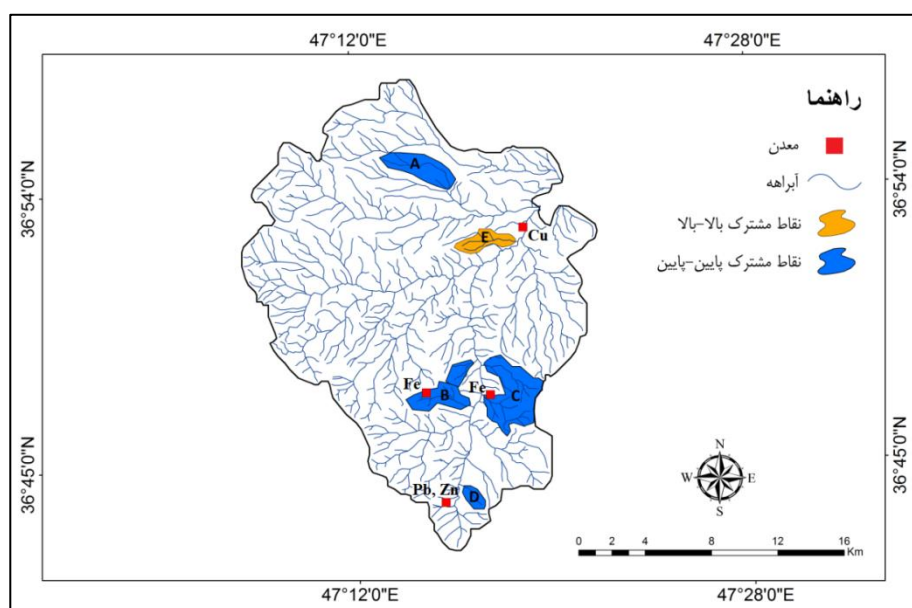 47°12'0"E 47°28'0"E
راهنما
معدن
آبراهه
نقاط مشترک بالا-بالا
نقاط مشترک پایین-پایین
36°54'0"N 36°54'0"N
A
E
Cu
Fe
B
Fe
C
36°45'0"N 36°45'0"N
Pb, Zn
D
N
W E
S
0 2 4 8 12 16
Km
47°12'0"E 47°28'0"E